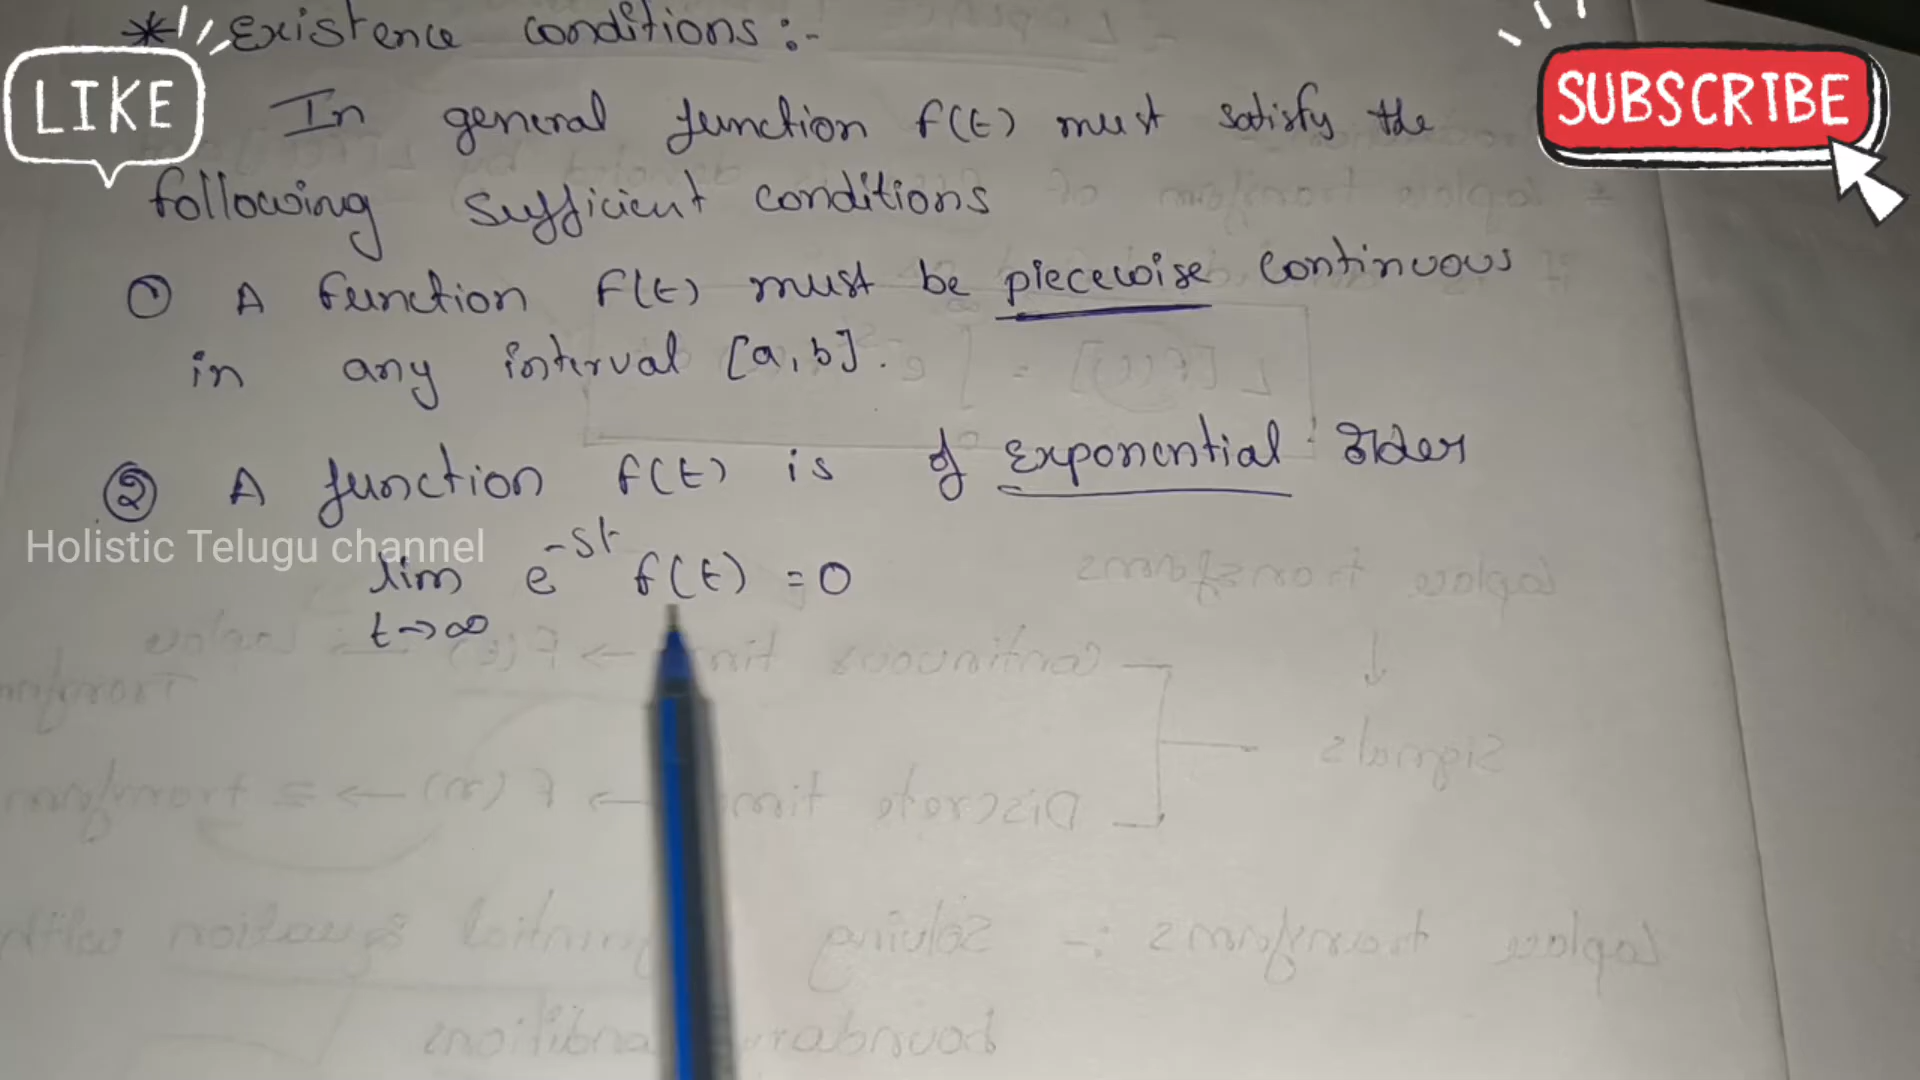 * Existence conditions:-
LIKE
SUBSCRIBE
In general function f(t) must satisfy the
following sufficient conditions
① A function f(t) must be piecewise continuous
in any interval [a,b].
② A function f(t) is of exponential order
Holistic Telugu channel
lim e^-st f(t) = 0
t→∞